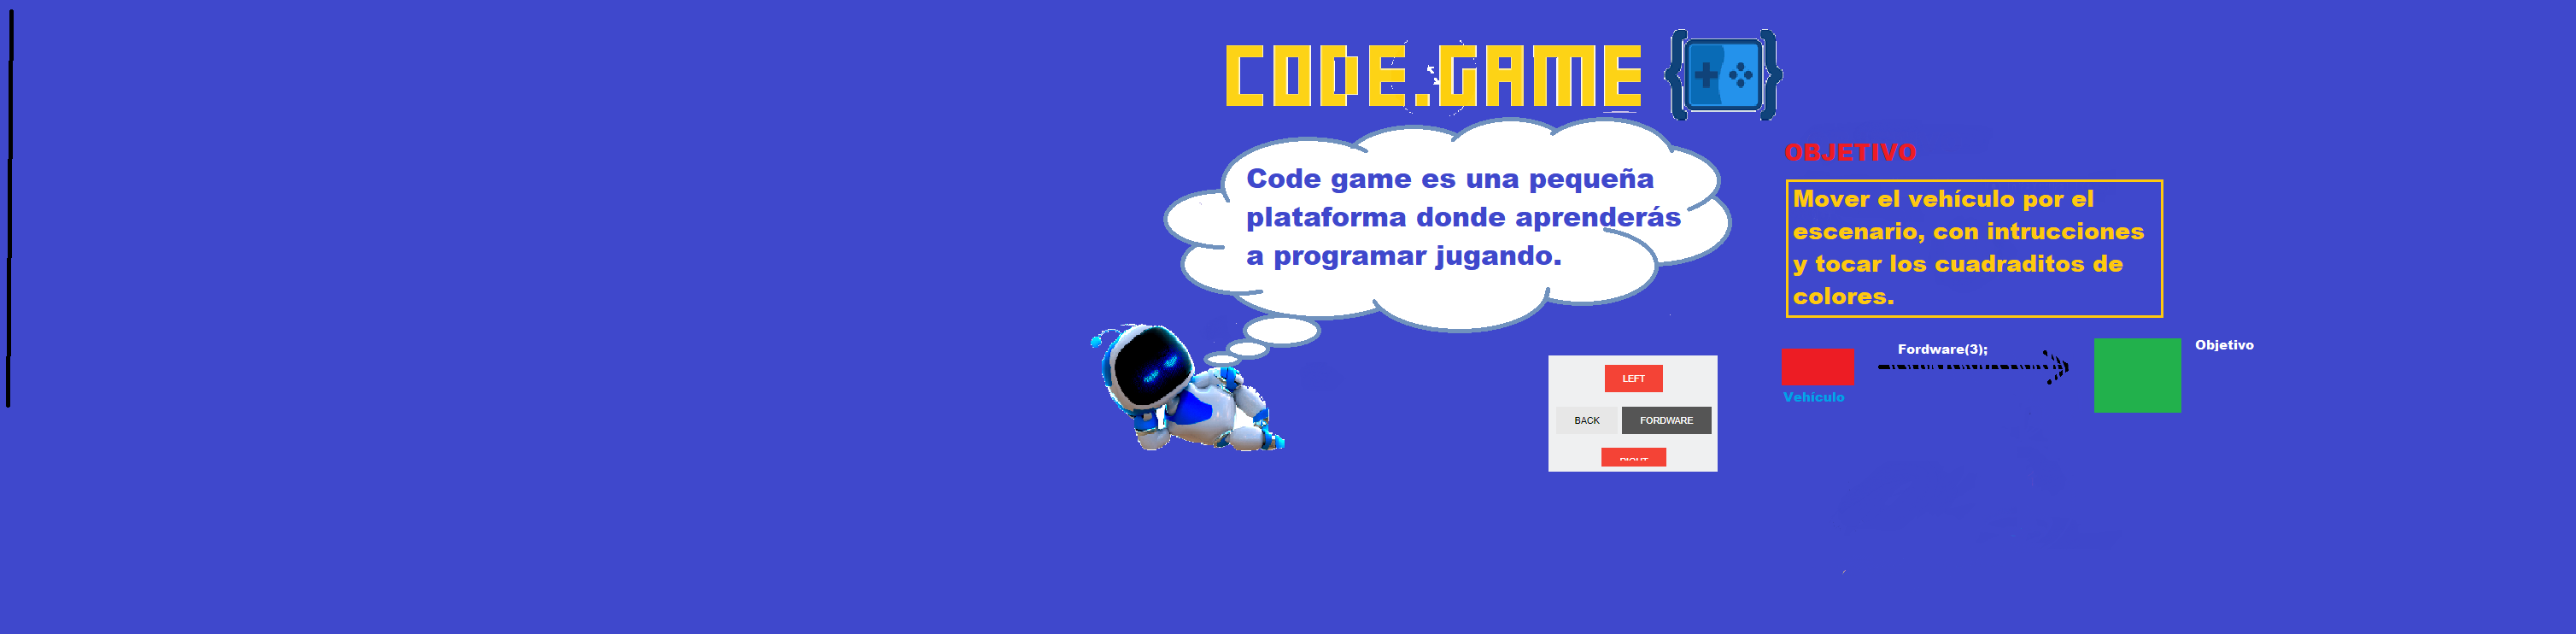 CODE.GAME
Code game es una pequeña
plataforma donde aprenderás
a programar jugando.
OBJETIVO
Mover el vehículo por el
escenario, con intrucciones
y tocar los cuadraditos de
colores.
Fordware(3);
Objetivo
Vehículo
LEFT
BACK
FORDWARE